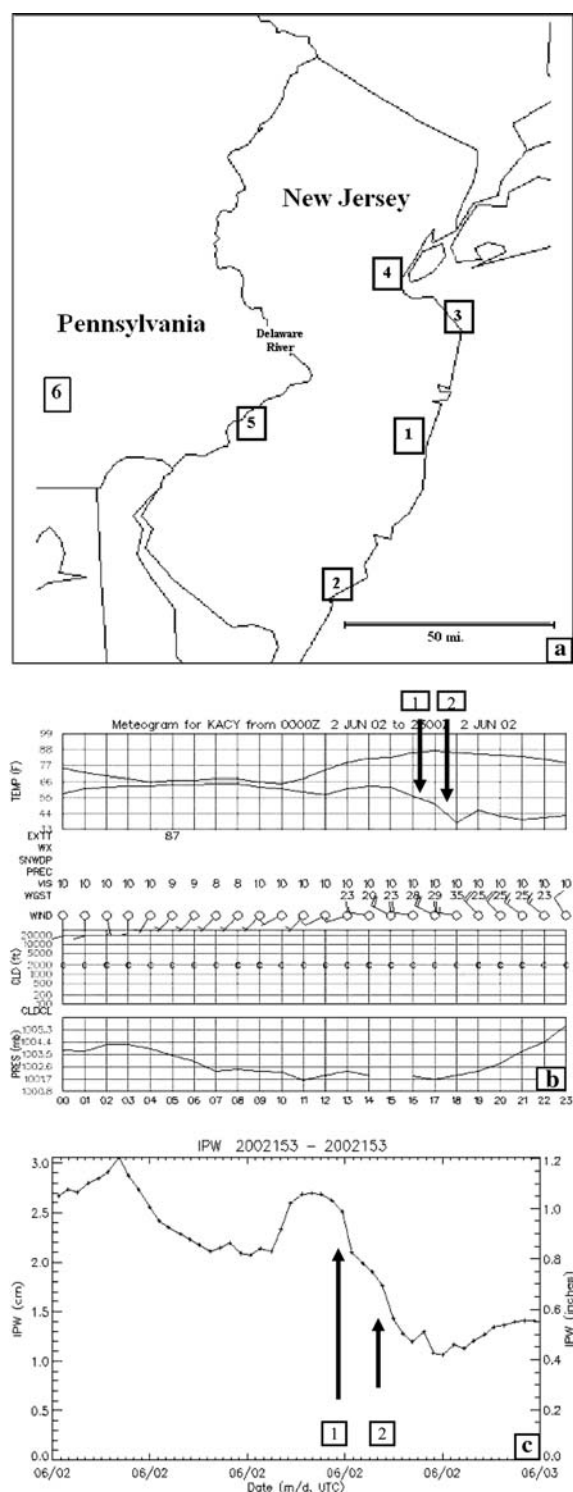 New Jersey
4
3
Pennsylvania
Delaware
River
6
5
1
2
50 mi.
a
1 2
Meteogram for KACY from 0000Z 2 JUN 02 to 2300Z 2 JUN 02
TEMP (F)
99
88
77
66
55
44
33
EXTT 87
WX
SNWDP
PREC
VIS 10 10 10 10 10 9 9 8 8 10 10 10 10 10 10 10 10 10 10 10 10 10 10 10
WGST 23 20 23 28 29 35 25 25 25 23
WIND
CLD (ft)
20000
10000
5000
2000
1000
500
200
C C C C C C C C C C C C C C C C C C C C C C C C
CLDCL
PRES (mb)
1005.3
1004.4
1003.5
1002.6
1001.7
1000.8
00 01 02 03 04 05 06 07 08 09 10 11 12 13 14 15 16 17 18 19 20 21 22 23
b
IPW 2002153 - 2002153
IPW (cm)
3.0
2.5
2.0
1.5
1.0
0.5
0.0
1.2
1.0
0.8
0.6
0.4
0.2
0.0
IPW (inches)
1 2
c
06/02 06/02 06/02 06/02 06/02 06/03
Date (m/d, UTC)